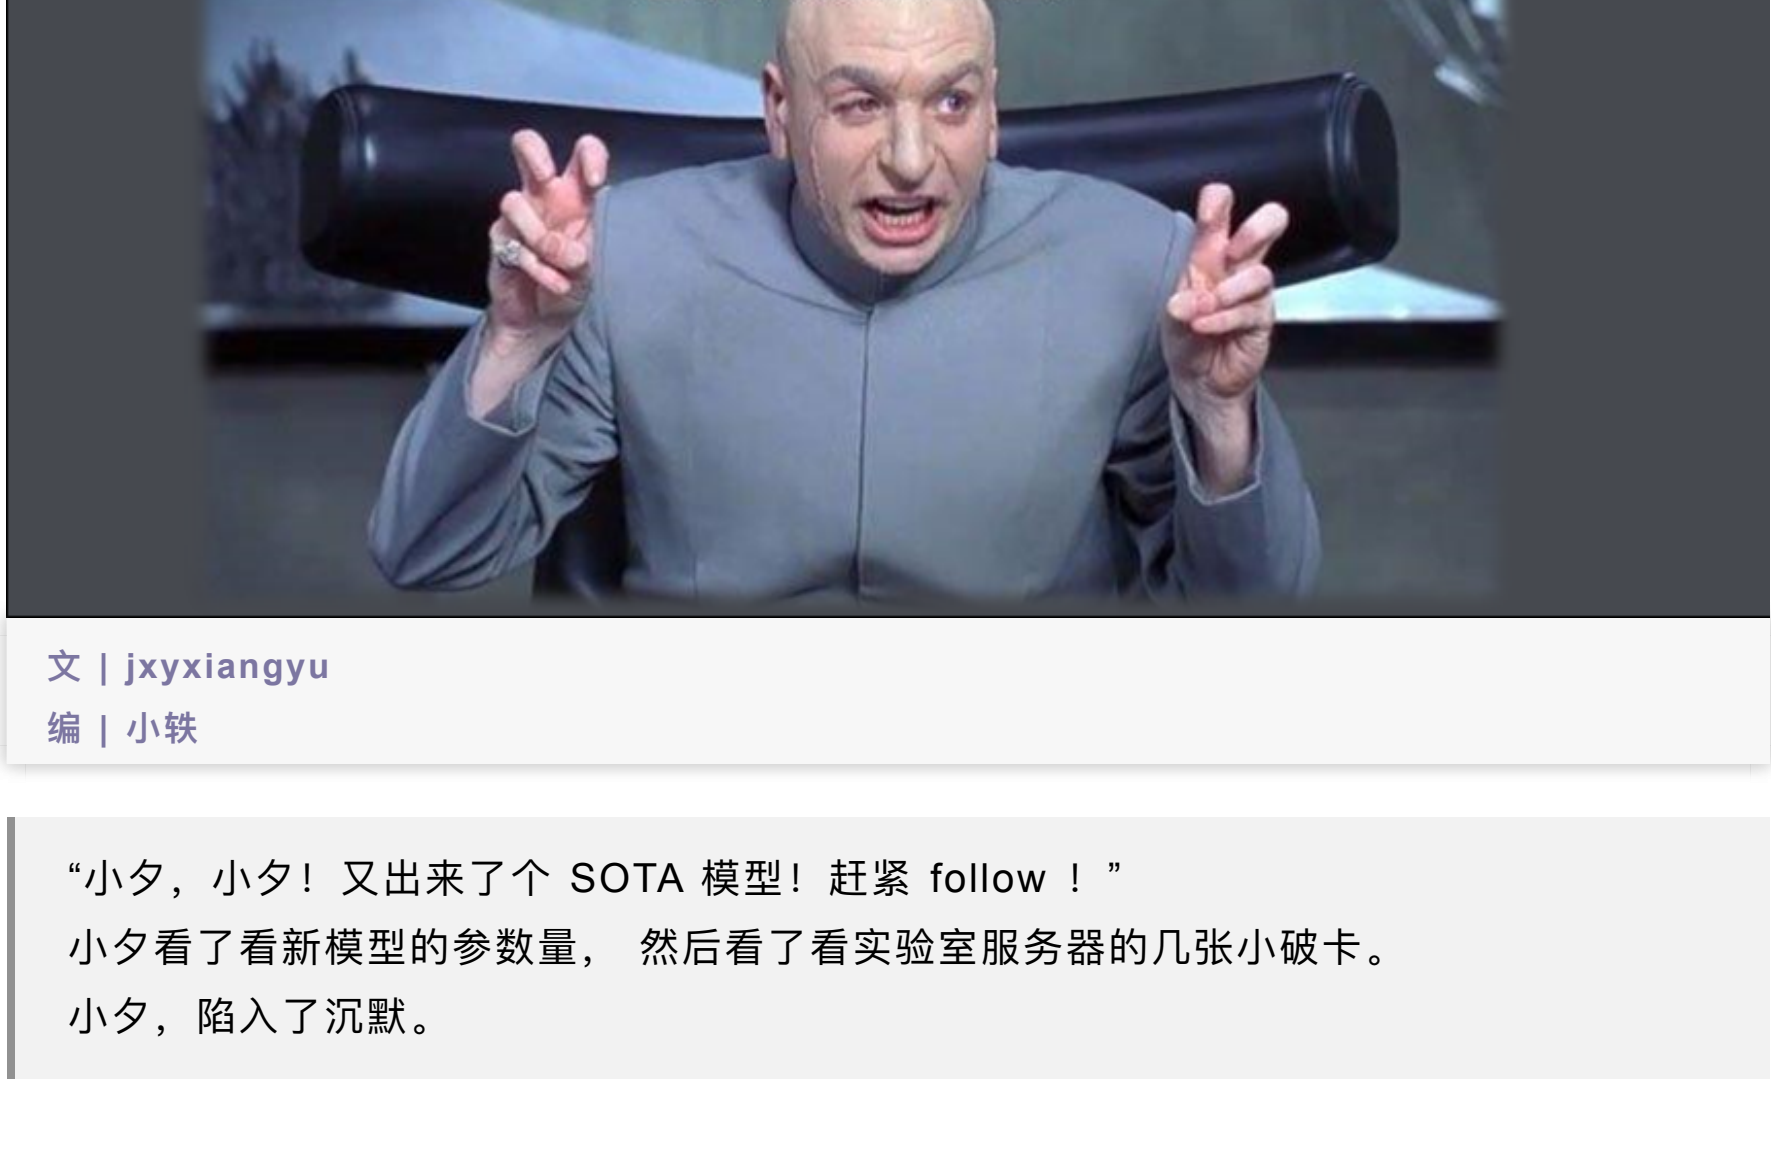 文 | jxyxiangyu
编 | 小轶
“小夕，小夕！又出来了个 SOTA 模型！赶紧 follow ！”
小夕看了看新模型的参数量， 然后看了看实验室服务器的几张小破卡。
小夕，陷入了沉默。